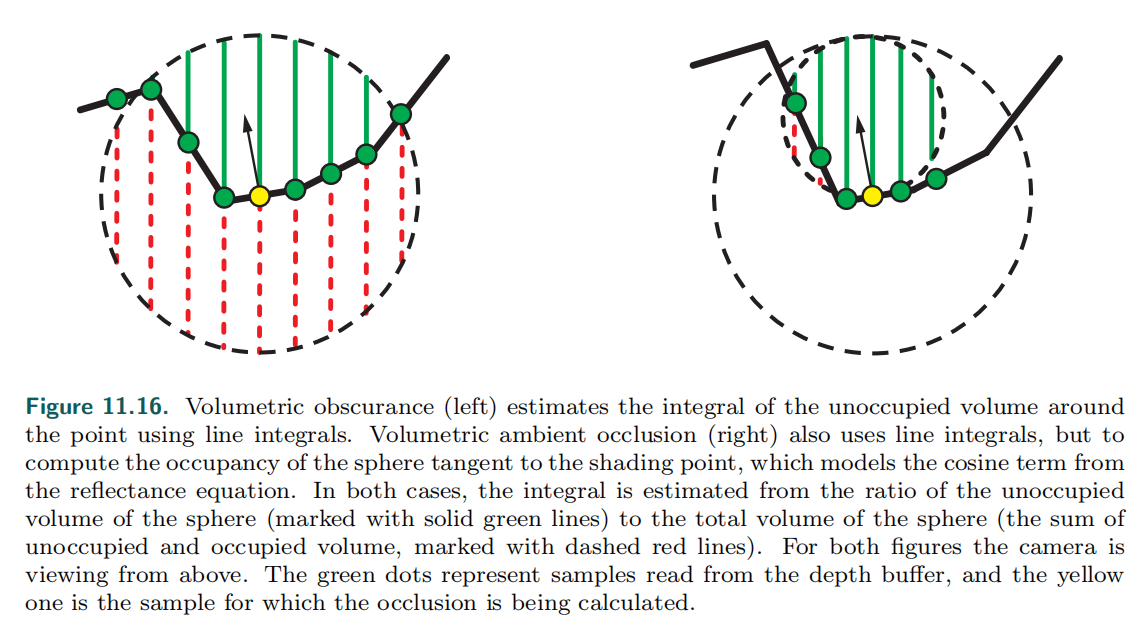 Figure 11.16. Volumetric obscurance (left) estimates the integral of the unoccupied volume around
the point using line integrals. Volumetric ambient occlusion (right) also uses line integrals, but to
compute the occupancy of the sphere tangent to the shading point, which models the cosine term from
the reflectance equation. In both cases, the integral is estimated from the ratio of the unoccupied
volume of the sphere (marked with solid green lines) to the total volume of the sphere (the sum of
unoccupied and occupied volume, marked with dashed red lines). For both figures the camera is
viewing from above. The green dots represent samples read from the depth buffer, and the yellow
one is the sample for which the occlusion is being calculated.